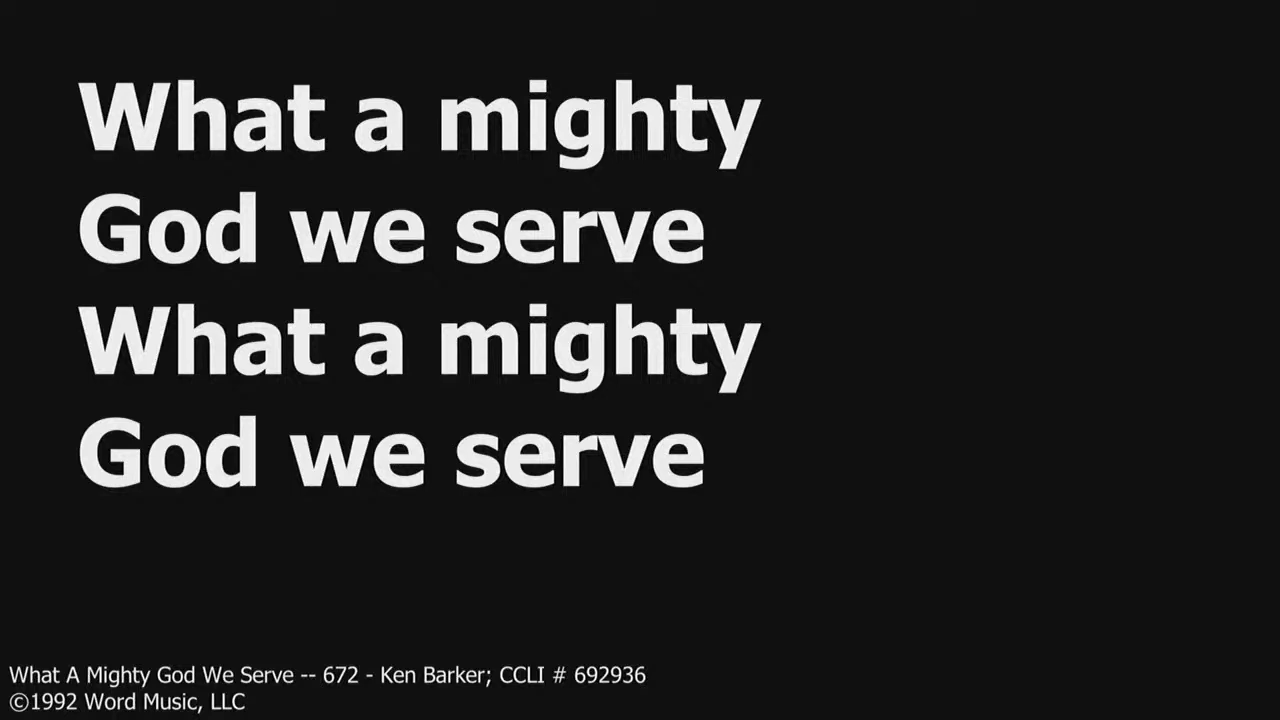 What a mighty
God we serve
What a mighty
God we serve
What A Mighty God We Serve -- 672 - Ken Barker; CCLI # 692936
©1992 Word Music, LLC